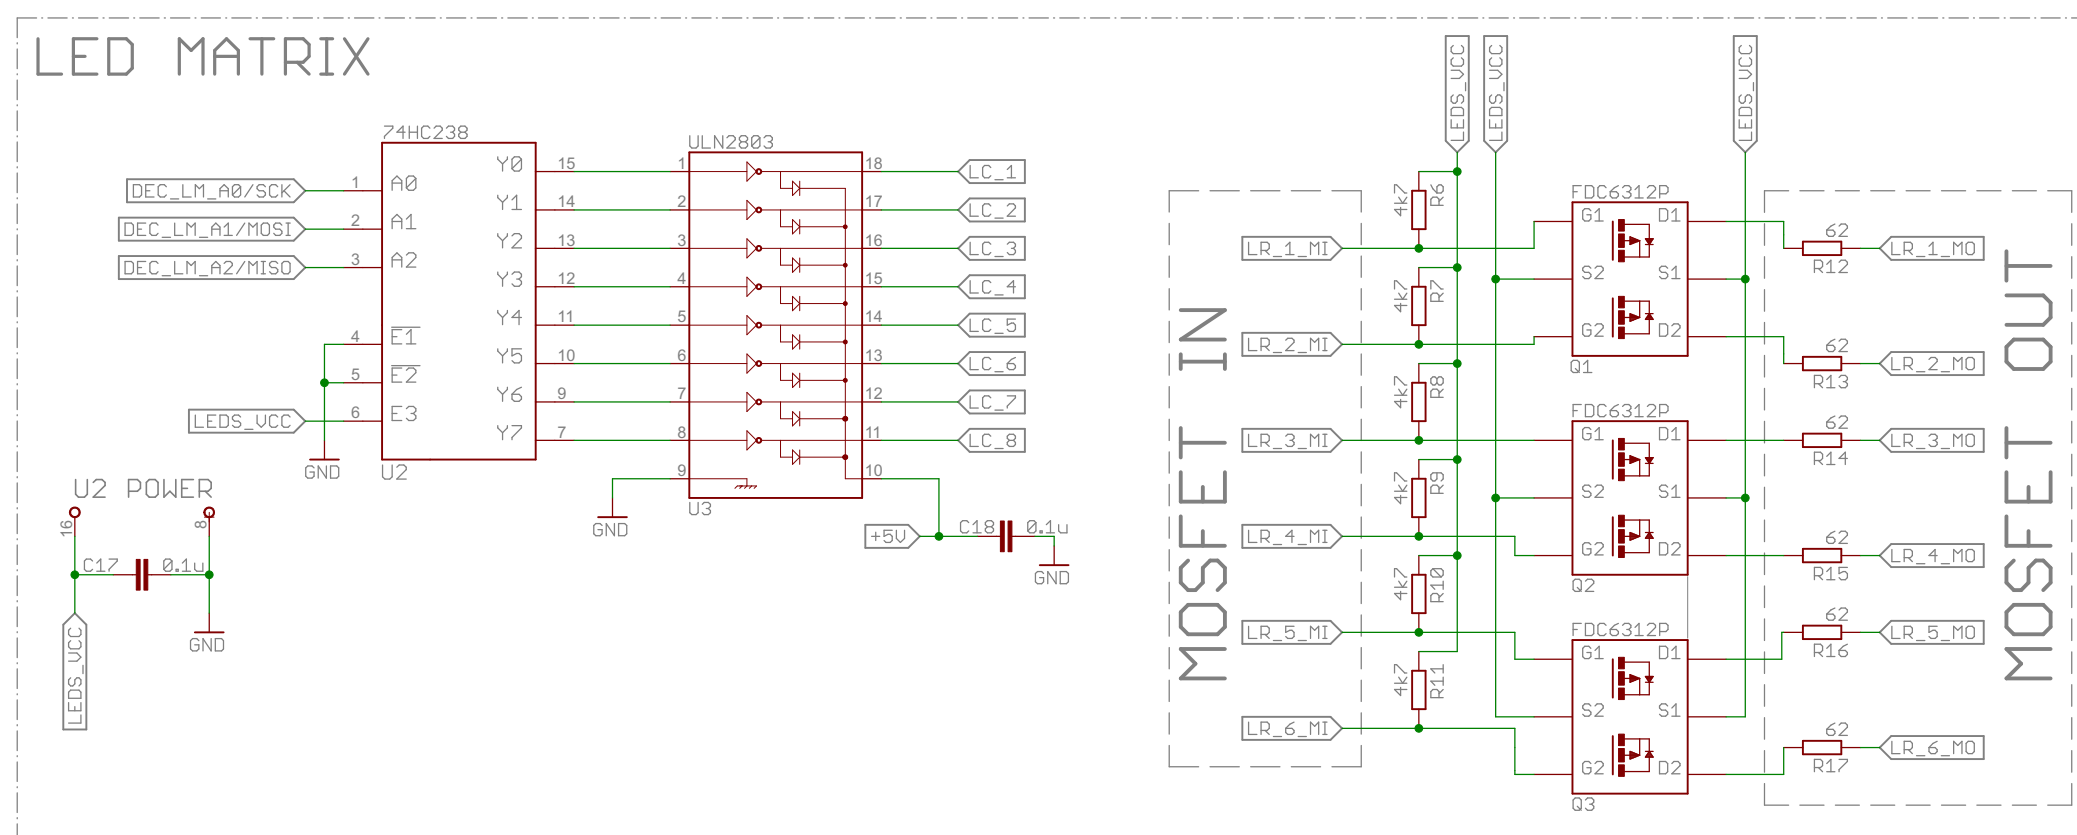 LED MATRIX
74HC238
DEC_LM_A0/SCK
DEC_LM_A1/MOSI
DEC_LM_A2/MISO
LEDS_VCC
1 A0
2 A1
3 A2
4 E1
5 E2
6 E3
Y0 15
Y1 14
Y2 13
Y3 12
Y4 11
Y5 10
Y6 9
Y7 7
U2
GND
U2 POWER
16
8
C17 0.1u
LEDS_VCC
GND
ULN2803
1 18 LC_1
2 17 LC_2
3 16 LC_3
4 15 LC_4
5 14 LC_5
6 13 LC_6
7 12 LC_7
8 11 LC_8
9 10
U3
GND
+5V
C18 0.1u
GND
MOSFET IN
LR_1_MI
LR_2_MI
LR_3_MI
LR_4_MI
LR_5_MI
LR_6_MI
LEDS_VCC
LEDS_VCC
LEDS_VCC
4k7 R6
4k7 R7
4k7 R8
4k7 R9
4k7 R10
4k7 R11
FDC6312P
G1 D1
S2 S1
G2 D2
Q1
FDC6312P
G1 D1
S2 S1
G2 D2
Q2
FDC6312P
G1 D1
S2 S1
G2 D2
Q3
62
R12
LR_1_MO
62
R13
LR_2_MO
62
R14
LR_3_MO
62
R15
LR_4_MO
62
R16
LR_5_MO
62
R17
LR_6_MO
MOSFET OUT